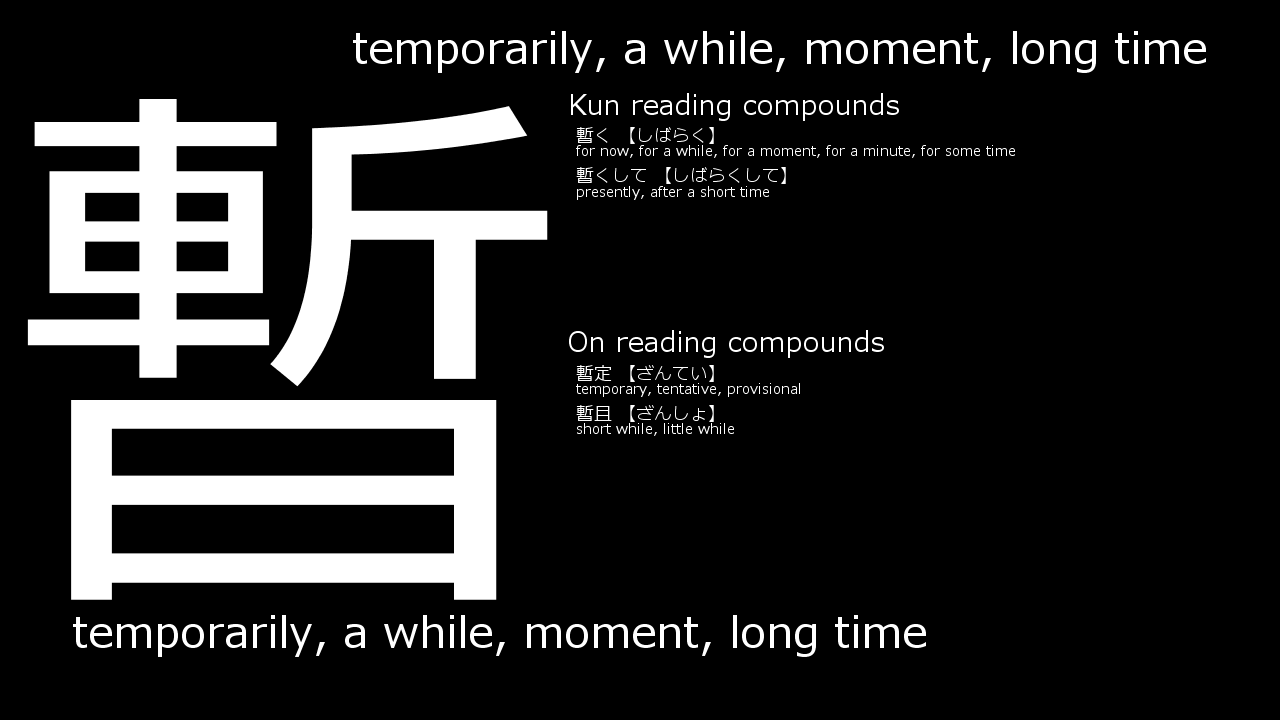 temporarily, a while, moment, long time
暫
Kun reading compounds
暫く 【しばらく】
for now, for a while, for a moment, for a minute, for some time
暫くして 【しばらくして】
presently, after a short time
On reading compounds
暫定 【ざんてい】
temporary, tentative, provisional
暫且 【ざんしょ】
short while, little while
temporarily, a while, moment, long time